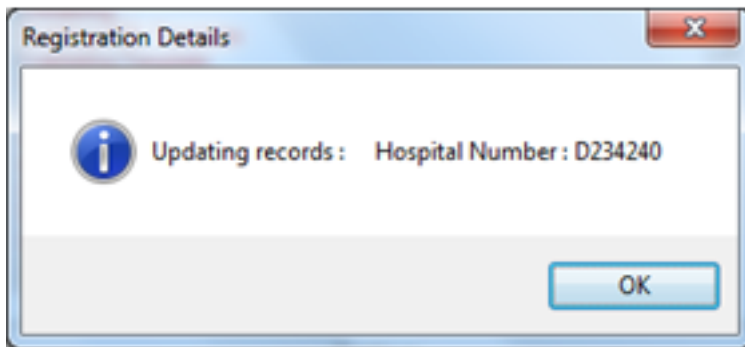 Registration Details
Updating records : Hospital Number : D234240
OK